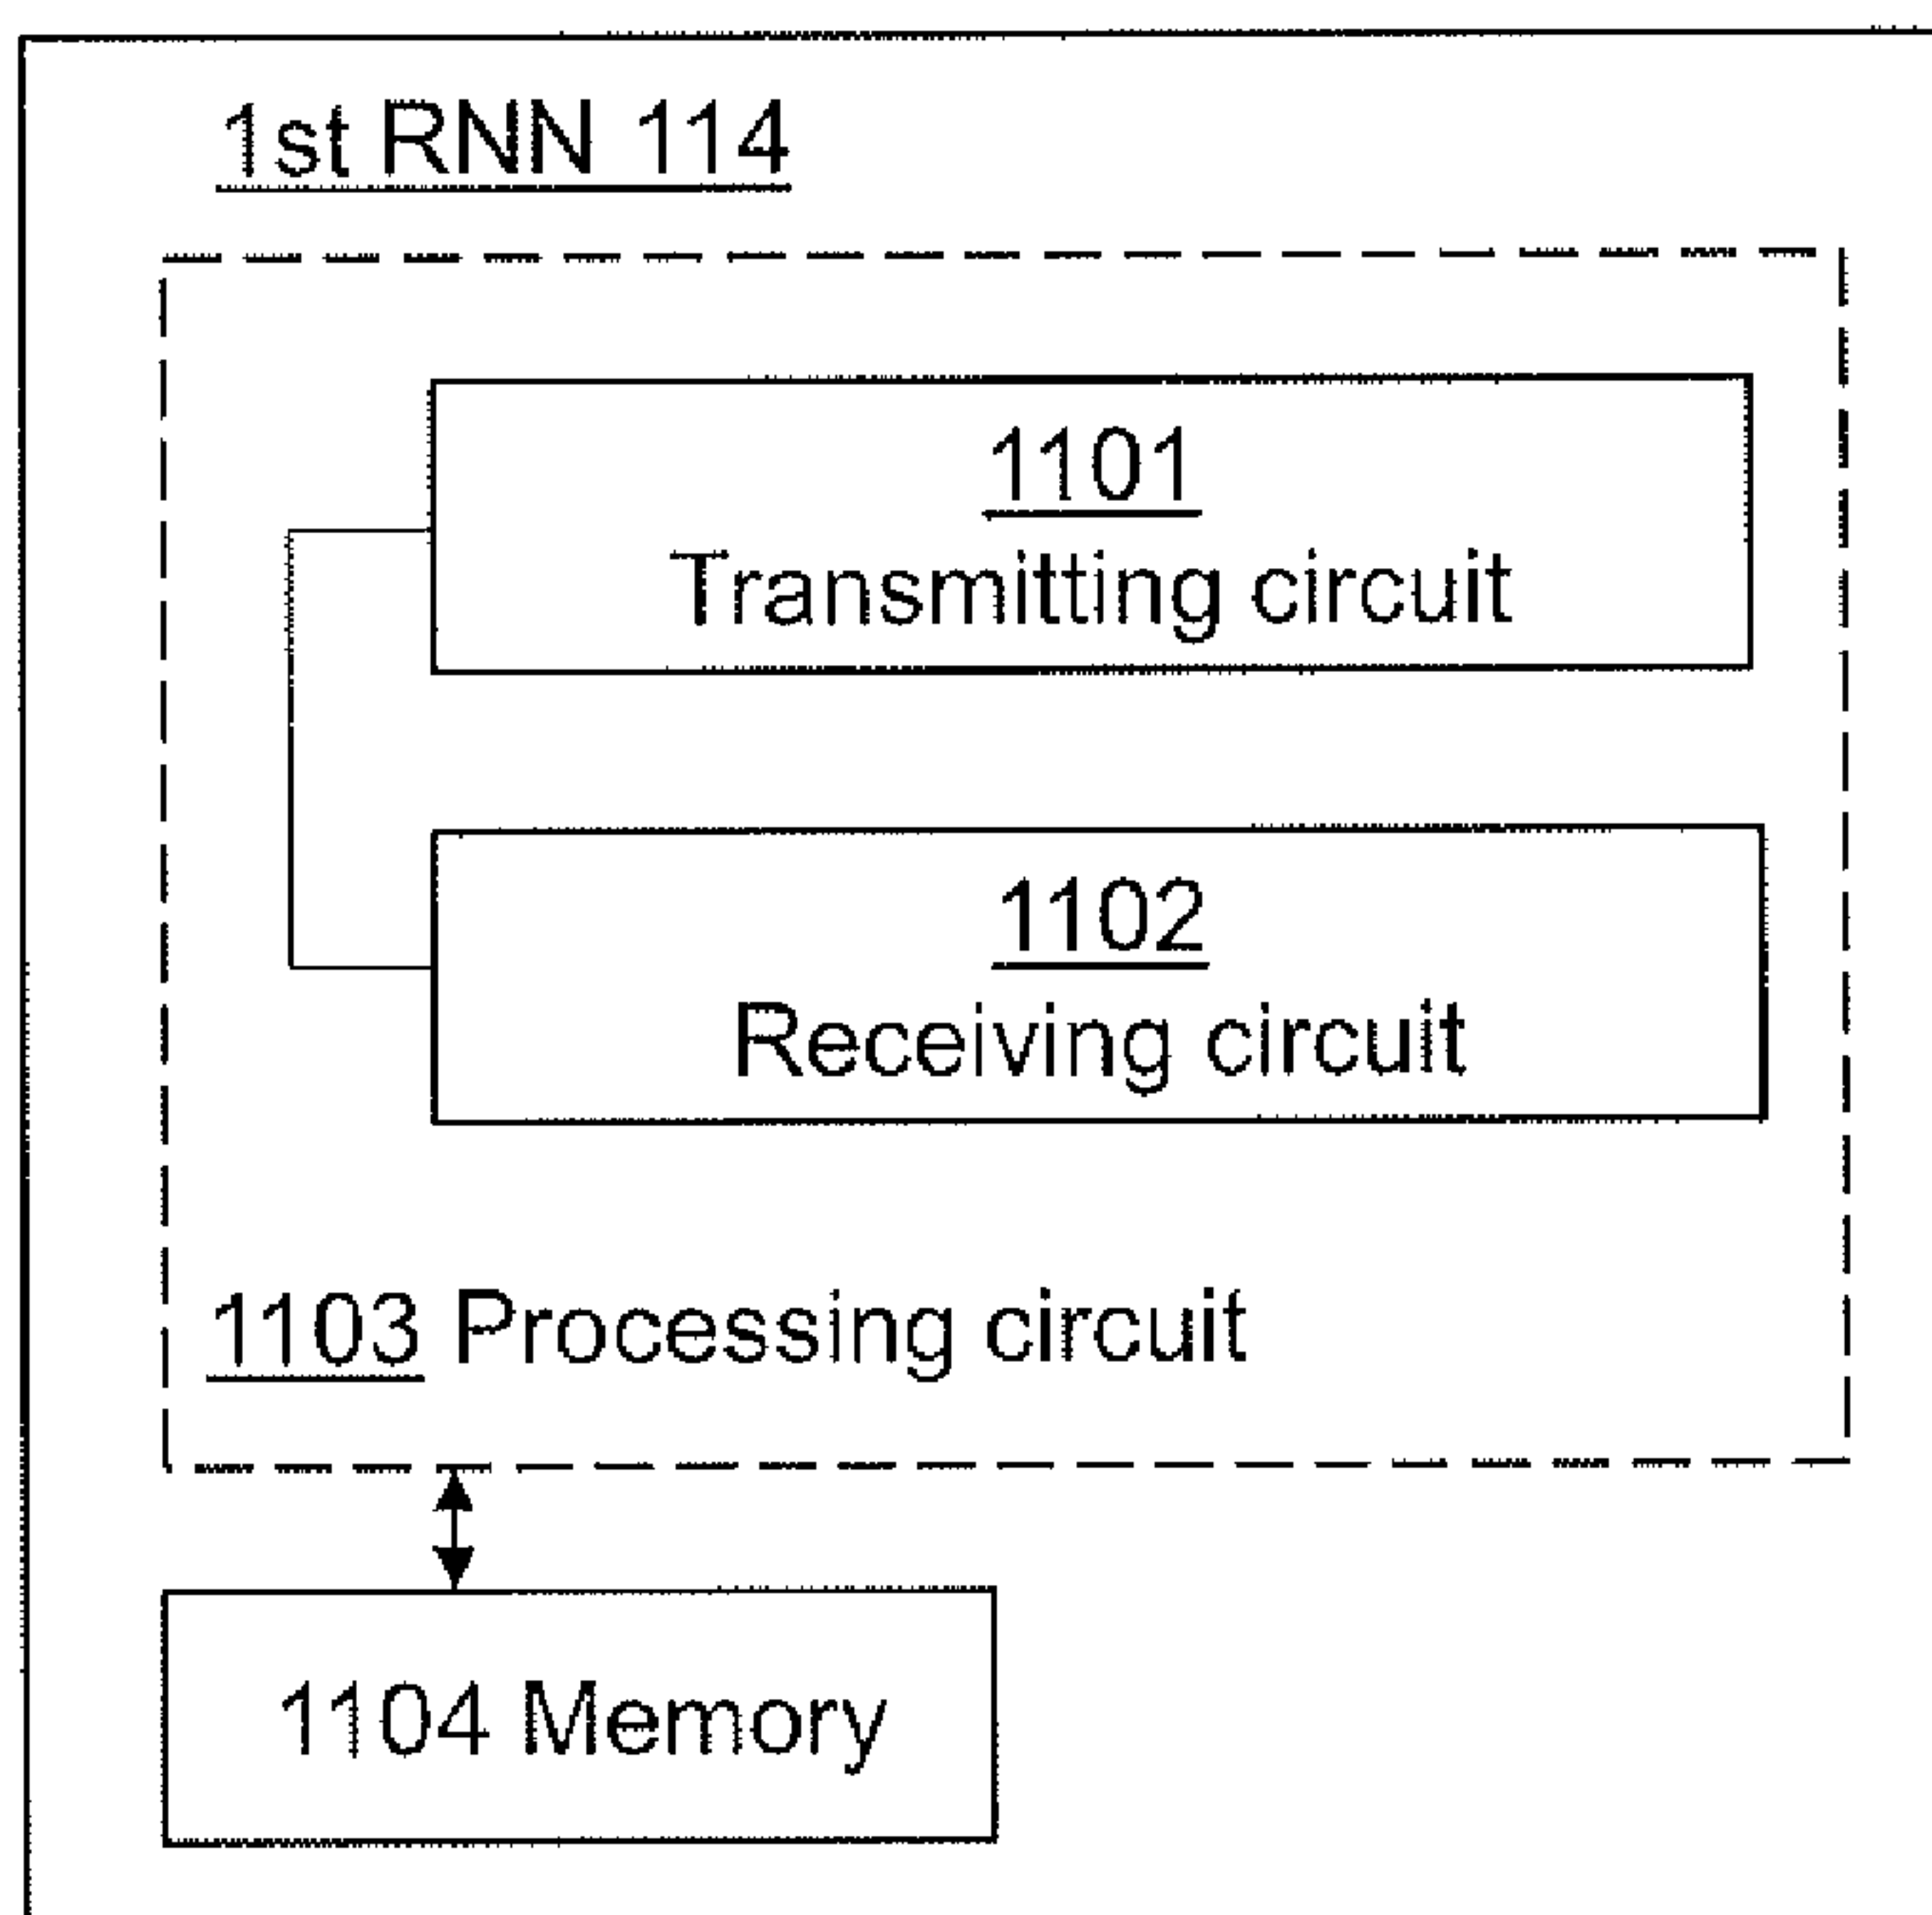 1st RNN 114
1101
Transmitting circuit
1102
Receiving circuit
1103 Processing circuit
1104 Memory